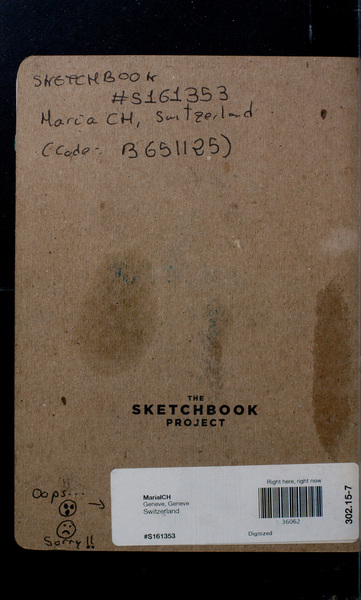 SKETCHBOOK
#S161353
Maria CH, Switzerland
(Code: B651125)
THE
SKETCHBOOK
PROJECT
Oops...
Sorry!!
MariaICH
Geneve, Geneve
Switzerland
#S161353
Right here, right now
36062
Digitized
302.15-7